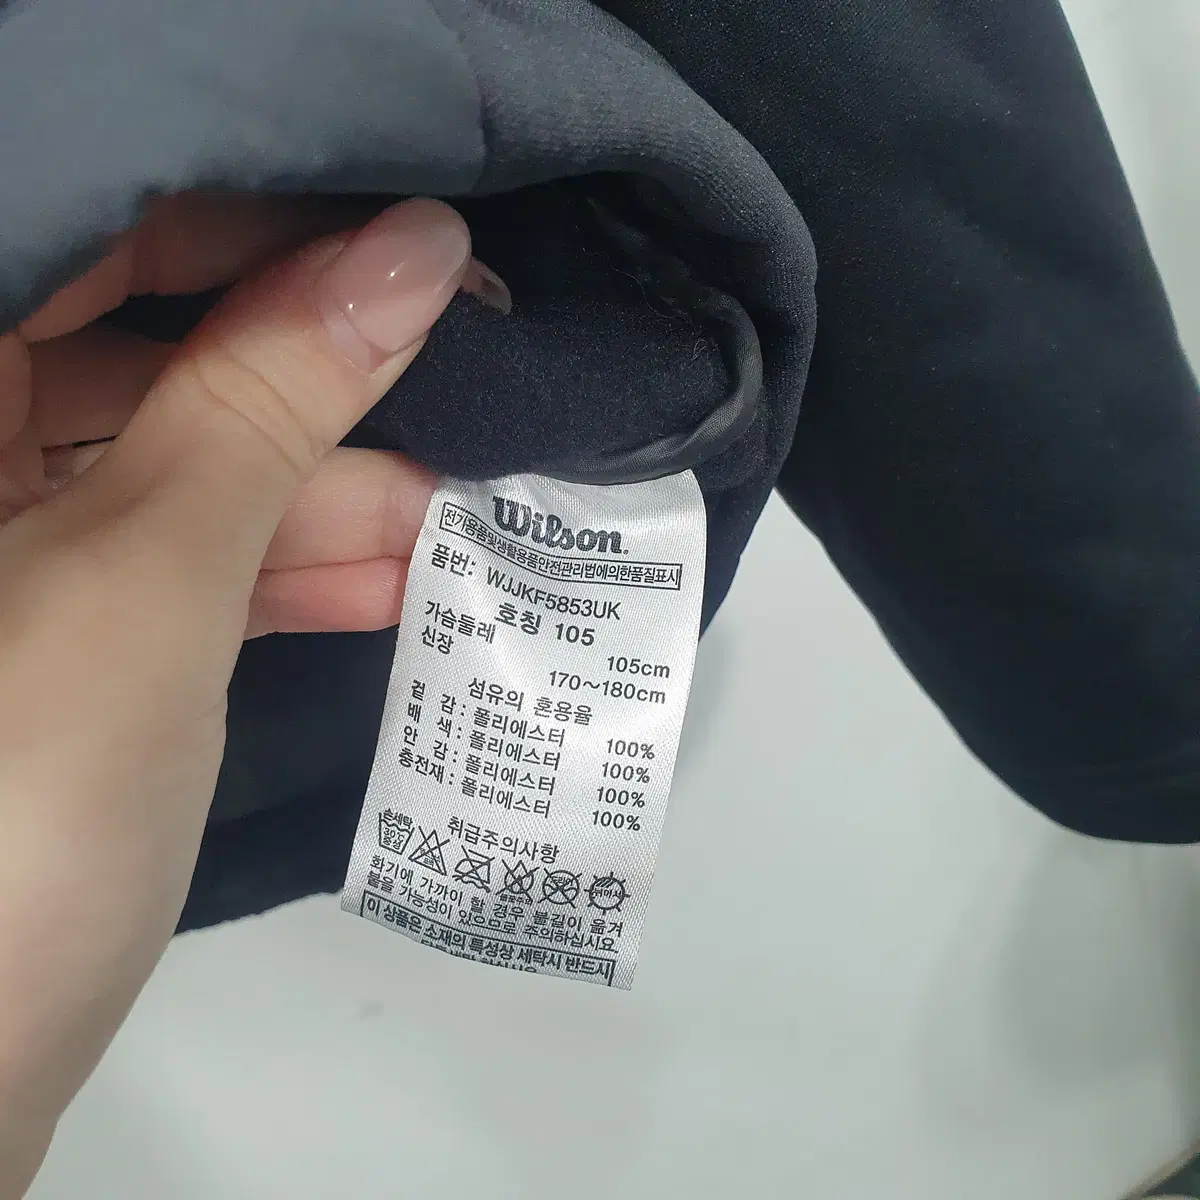 Wilson.
전기용품및생활용품안전관리법에의한품질표시
품번: WJJKF5853UK
호칭 105
가슴둘레 105cm
신장 170~180cm
섬유의 혼용율
겉 감 : 폴리에스터 100%
배 색 : 폴리에스터 100%
안 감 : 폴리에스터 100%
충전재 : 폴리에스터 100%
취급주의사항
손세탁
화기에 가까이 할 경우 불길이 옮겨
붙을 가능성이 있으므로 주의하십시요
이 상품은 소재의 특성상 세탁시 반드시